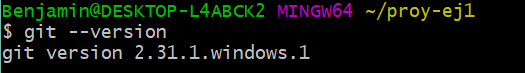 Benjamin@DESKTOP-L4ABCK2 MINGW64 ~/proy-ej1
$ git --version
git version 2.31.1.windows.1